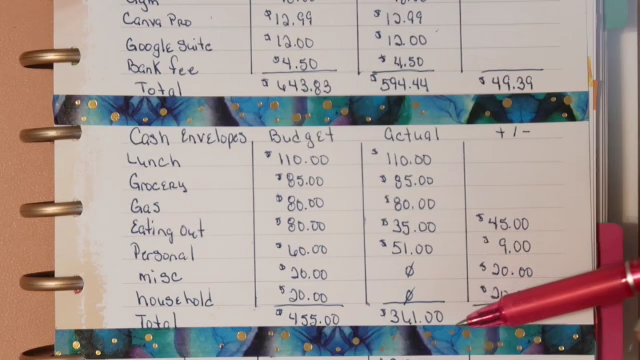 Canva Pro $12.99 $12.99
Google Suite $12.00 $12.00
Bank fee $4.50 $4.50
Total $643.83 $594.44 $49.39
Cash Envelopes Budget Actual +/-
Lunch $110.00 $110.00
Grocery $85.00 $85.00
Gas $80.00 $80.00
Eating Out $80.00 $35.00 $45.00
Personal $60.00 $51.00 $9.00
misc $20.00 ∅ $20.00
household $20.00 ∅
Total $455.00 $361.00